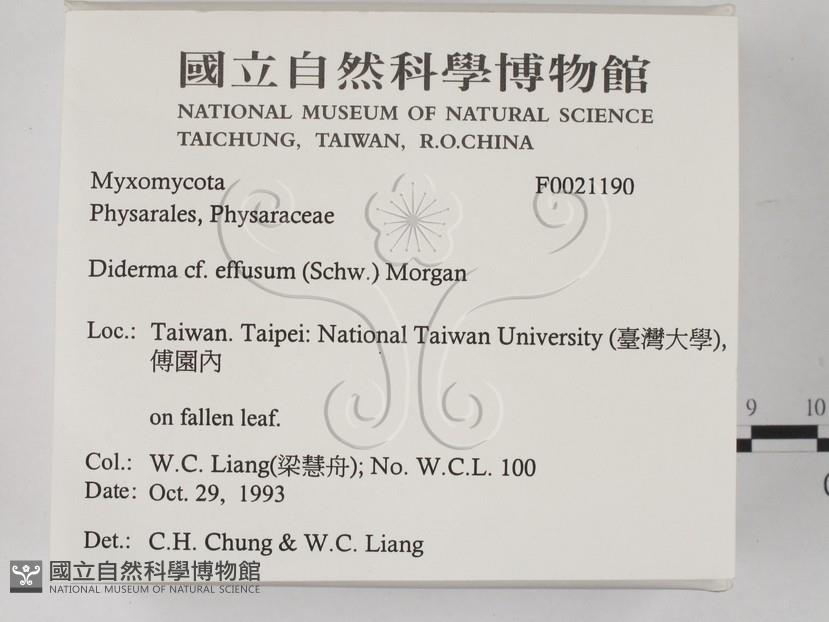 國立自然科學博物館
NATIONAL MUSEUM OF NATURAL SCIENCE
TAICHUNG, TAIWAN, R.O.CHINA
Myxomycota F0021190
Physarales, Physaraceae
Diderma cf. effusum (Schw.) Morgan
Loc.: Taiwan. Taipei: National Taiwan University (臺灣大學),
傅園內
on fallen leaf.
Col.: W.C. Liang(梁慧舟); No. W.C.L. 100
Date: Oct. 29, 1993
Det.: C.H. Chung & W.C. Liang
9 10
國立自然科學博物館
NATIONAL MUSEUM OF NATURAL SCIENCE